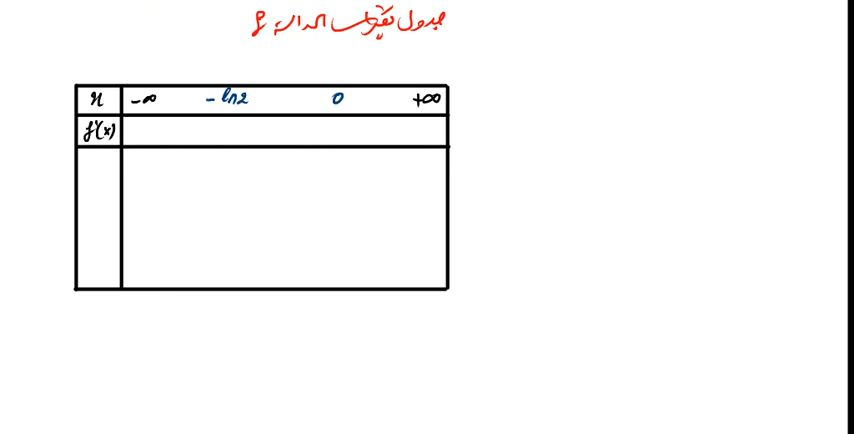 جدول تغيرات الدالة f
x -∞ -ln2 0 +∞
f'(x)